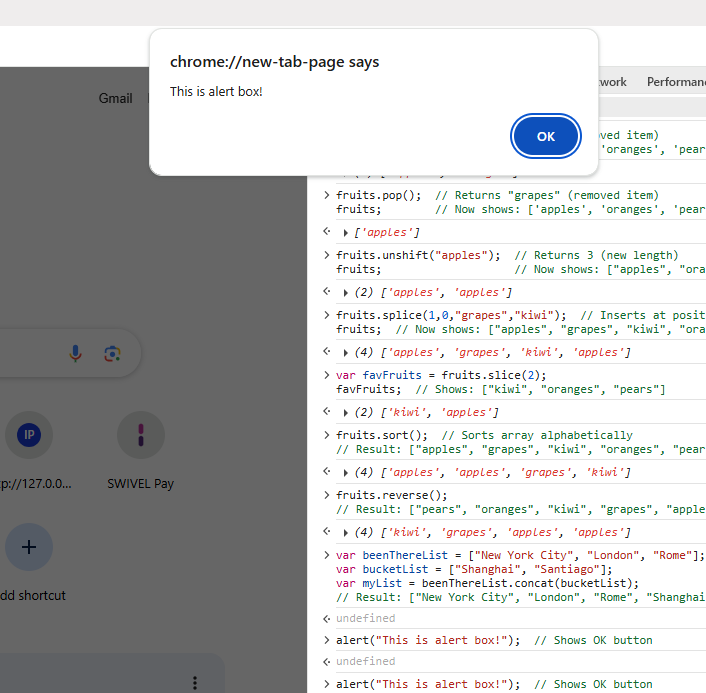 chrome://new-tab-page says
This is alert box!
OK
Gmail
work Performan
ved item)
'oranges', 'pear
> fruits.pop();  // Returns "grapes" (removed item)
fruits;        // Now shows: ['apples', 'oranges', 'pear
['apples']
> fruits.unshift("apples");  // Returns 3 (new length)
fruits;                    // Now shows: ["apples", "ora
(2) ['apples', 'apples']
> fruits.splice(1,0,"grapes","kiwi");  // Inserts at posit
fruits;  // Now shows: ["apples", "grapes", "kiwi", "ora
(4) ['apples', 'grapes', 'kiwi', 'apples']
> var favFruits = fruits.slice(2);
favFruits;  // Shows: ["kiwi", "oranges", "pears"]
(2) ['kiwi', 'apples']
> fruits.sort();  // Sorts array alphabetically
// Result: ["apples", "grapes", "kiwi", "oranges", "pear
(4) ['apples', 'apples', 'grapes', 'kiwi']
> fruits.reverse();
// Result: ["pears", "oranges", "kiwi", "grapes", "apple
(4) ['kiwi', 'grapes', 'apples', 'apples']
> var beenThereList = ["New York City", "London", "Rome"];
var bucketList = ["Shanghai", "Santiago"];
var myList = beenThereList.concat(bucketList);
// Result: ["New York City", "London", "Rome", "Shanghai
undefined
> alert("This is alert box!");  // Shows OK button
undefined
> alert("This is alert box!");  // Shows OK button
IP
tp://127.0.0...
SWIVEL Pay
dd shortcut